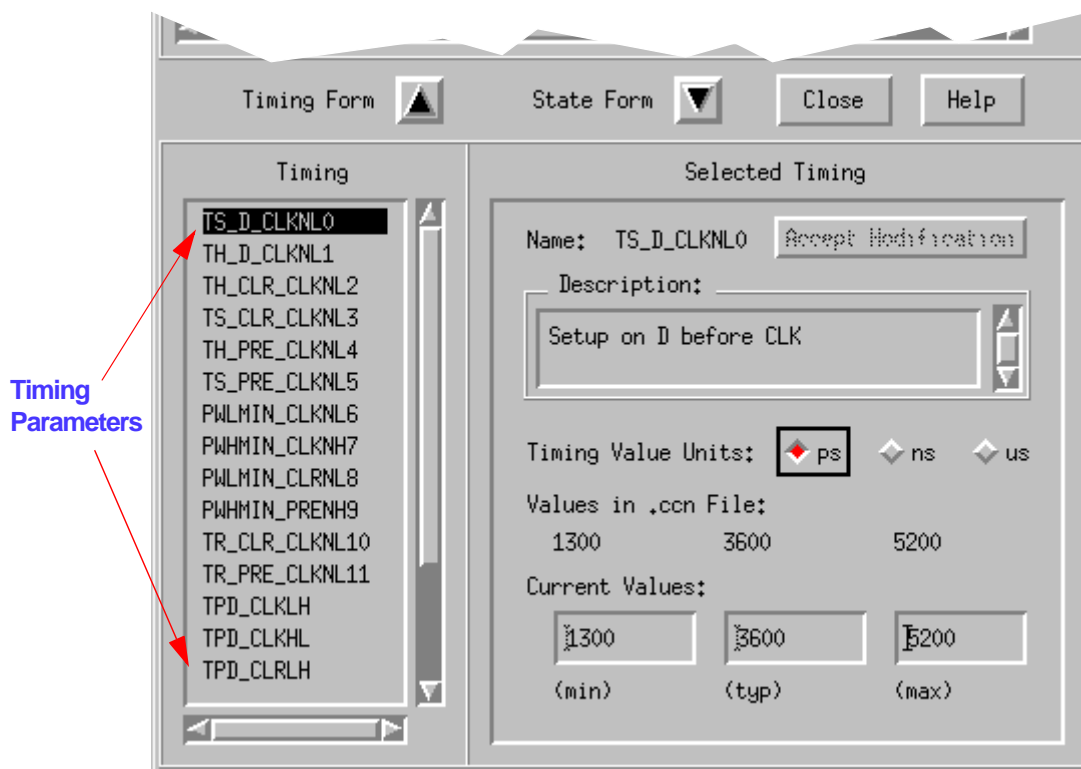 Timing Form
State Form
Close
Help
Timing
TS_D_CLKNL0
TH_D_CLKNL1
TH_CLR_CLKNL2
TS_CLR_CLKNL3
TH_PRE_CLKNL4
TS_PRE_CLKNL5
PWLMIN_CLKNL6
PWHMIN_CLKNH7
PWLMIN_CLRNL8
PWHMIN_PRENH9
TR_CLR_CLKNL10
TR_PRE_CLKNL11
TPD_CLKLH
TPD_CLKHL
TPD_CLRLH
Timing
Parameters
Selected Timing
Name: TS_D_CLKNL0
Accept Modification
Description:
Setup on D before CLK
Timing Value Units: ps ns us
Values in .ccn File:
1300 3600 5200
Current Values:
1300 3600 5200
(min) (typ) (max)